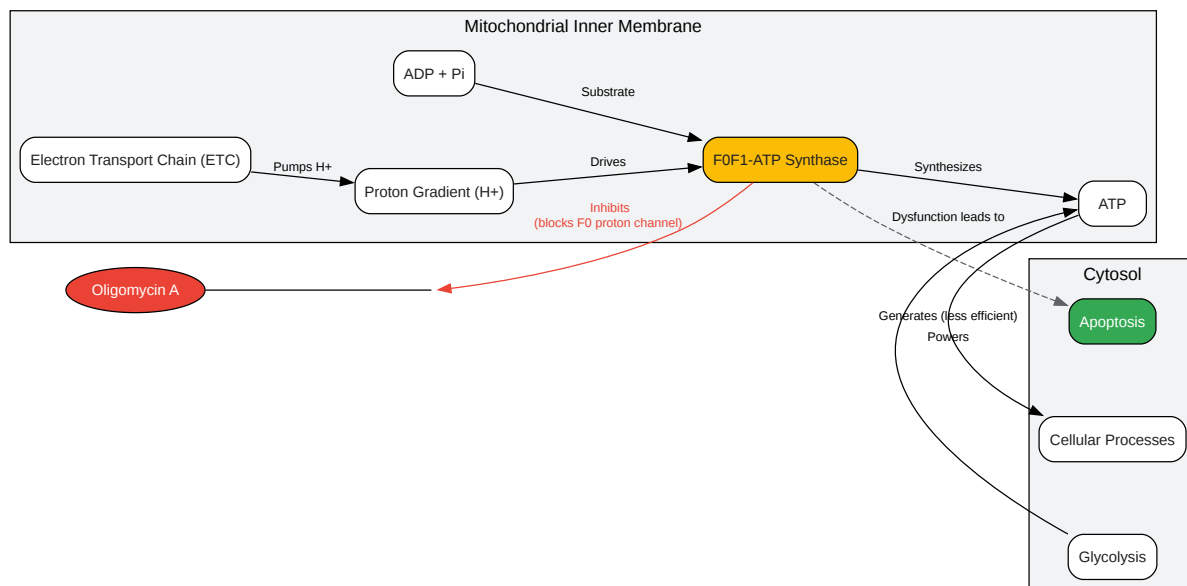 Mitochondrial Inner Membrane
ADP + Pi
Substrate
Electron Transport Chain (ETC)
Pumps H+
Proton Gradient (H+)
Drives
F0F1-ATP Synthase
Synthesizes
ATP
Inhibits
(blocks F0 proton channel)
Dysfunction leads to
Oligomycin A
Cytosol
Apoptosis
Generates (less efficient)
Powers
Cellular Processes
Glycolysis